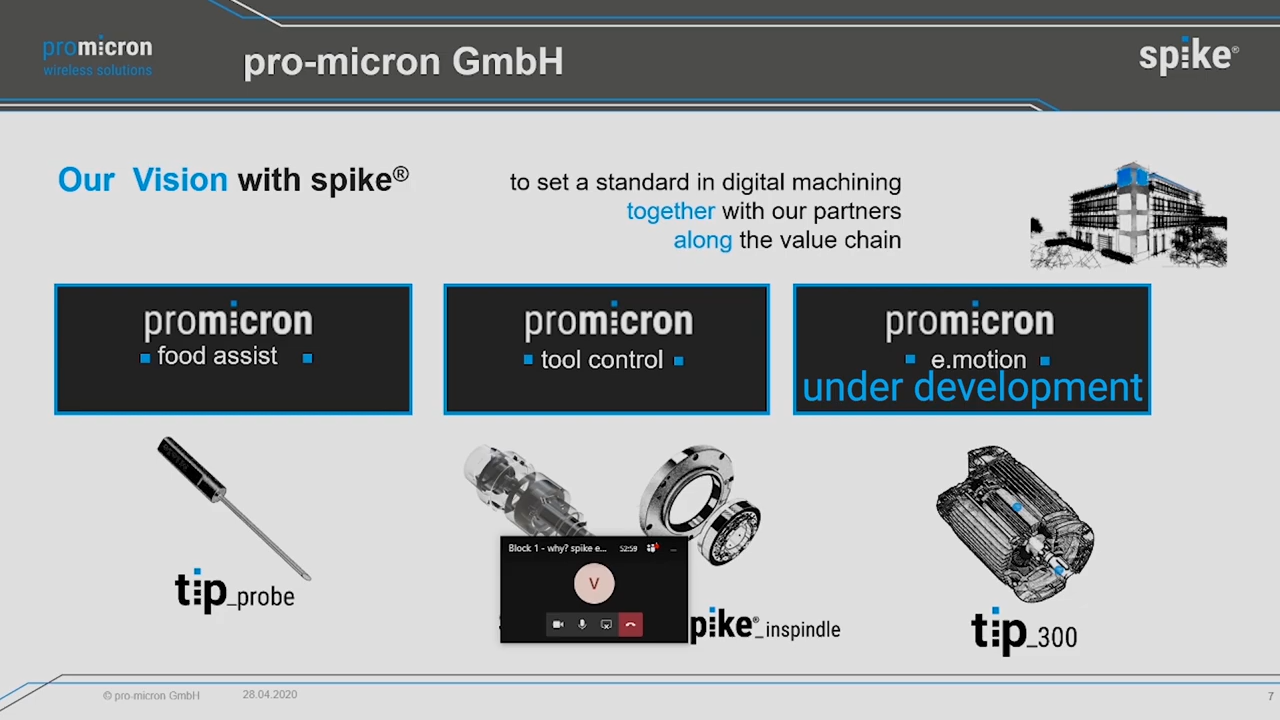 promicron
wireless solutions
pro-micron GmbH
spike®
Our Vision with spike®
to set a standard in digital machining
together with our partners
along the value chain
promicron
food assist
promicron
tool control
promicron
e.motion
under development
Block 1 - why? spike e...
52:59
V
tip_probe
pike®_inspindle
tip_300
© pro-micron GmbH
28.04.2020
7